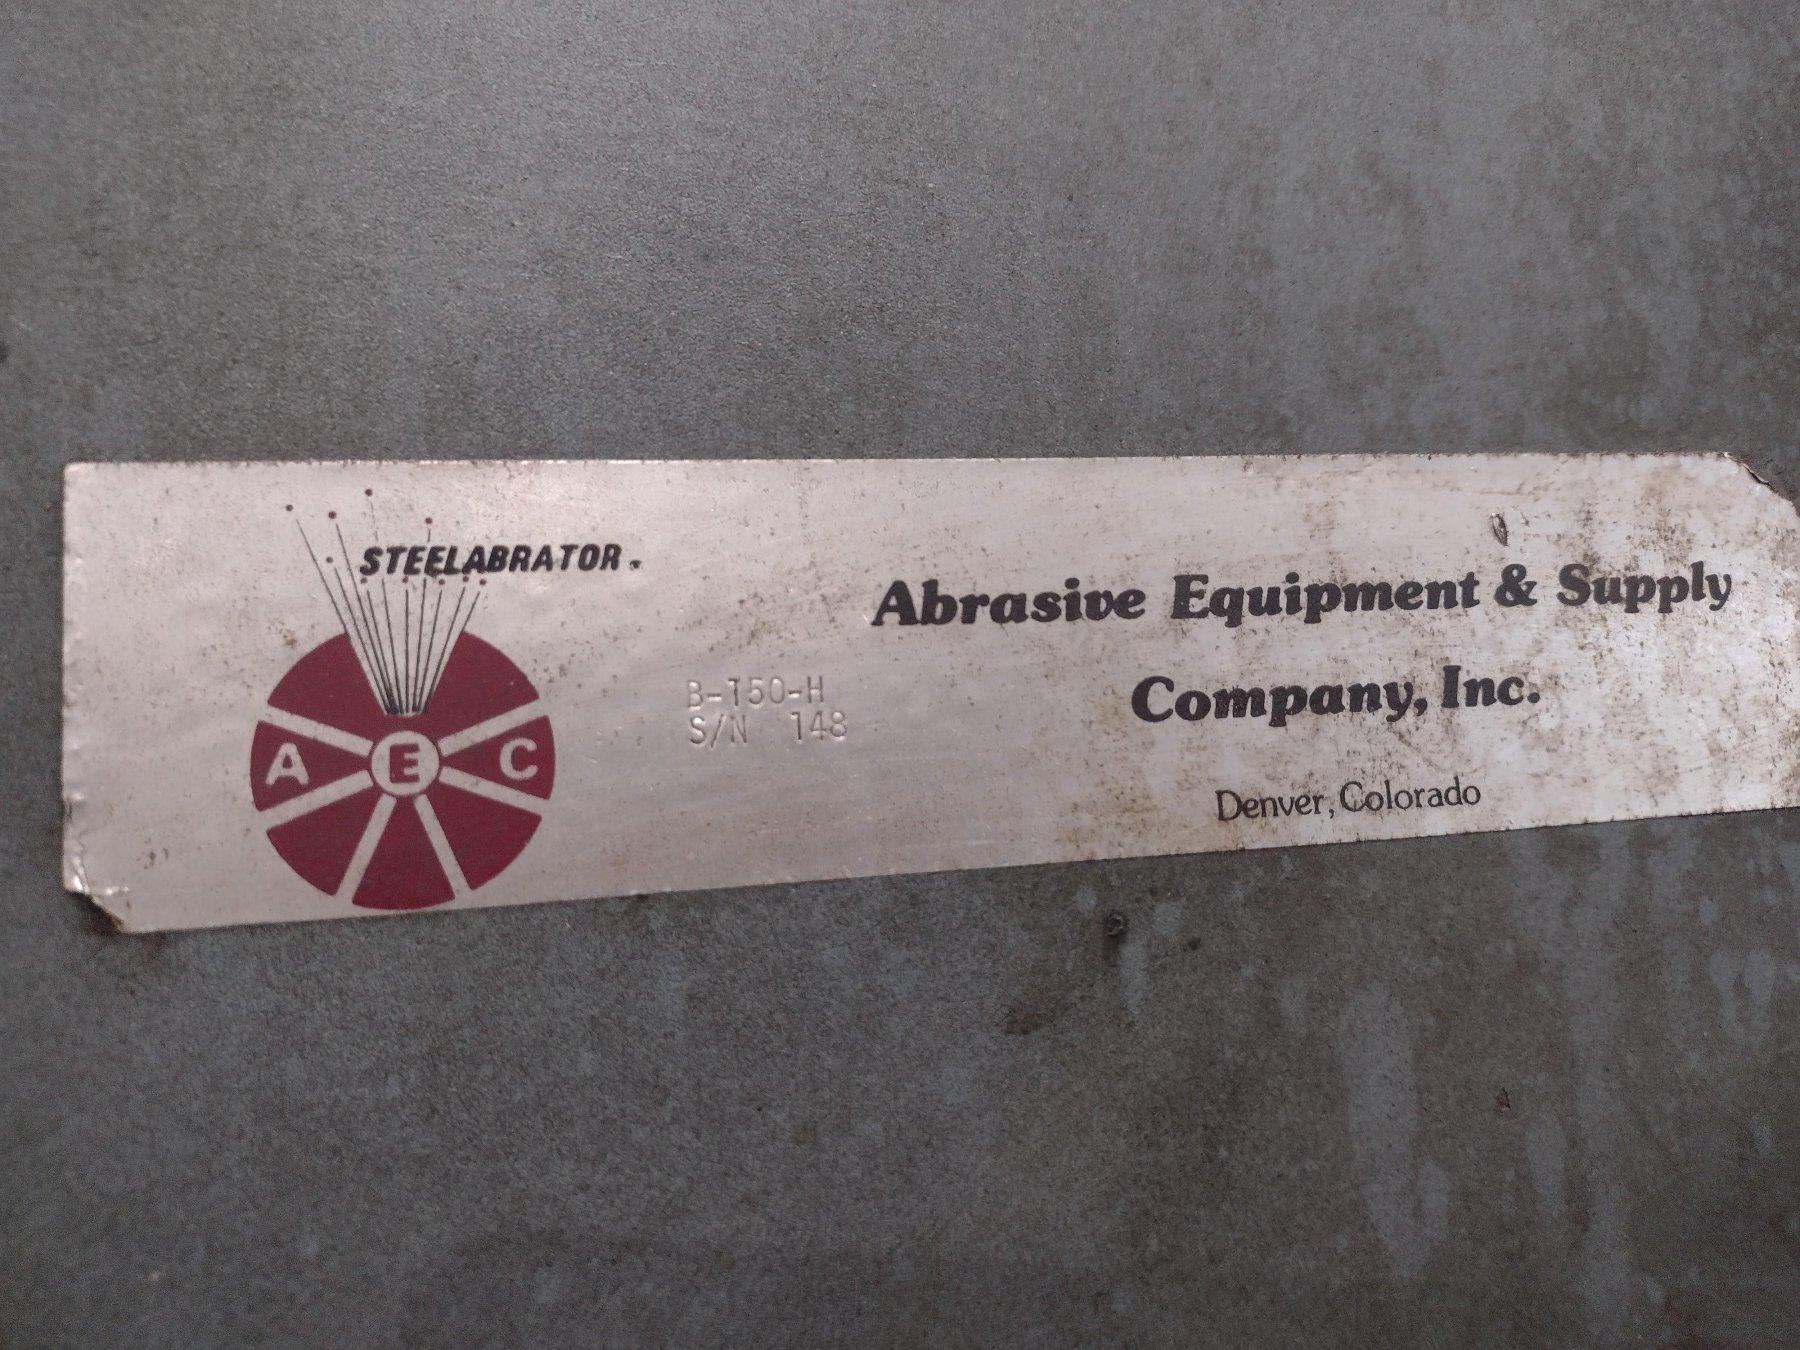 STEELABRATOR.
A E C
B-150-H
S/N 148
Abrasive Equipment & Supply
Company, Inc.
Denver, Colorado